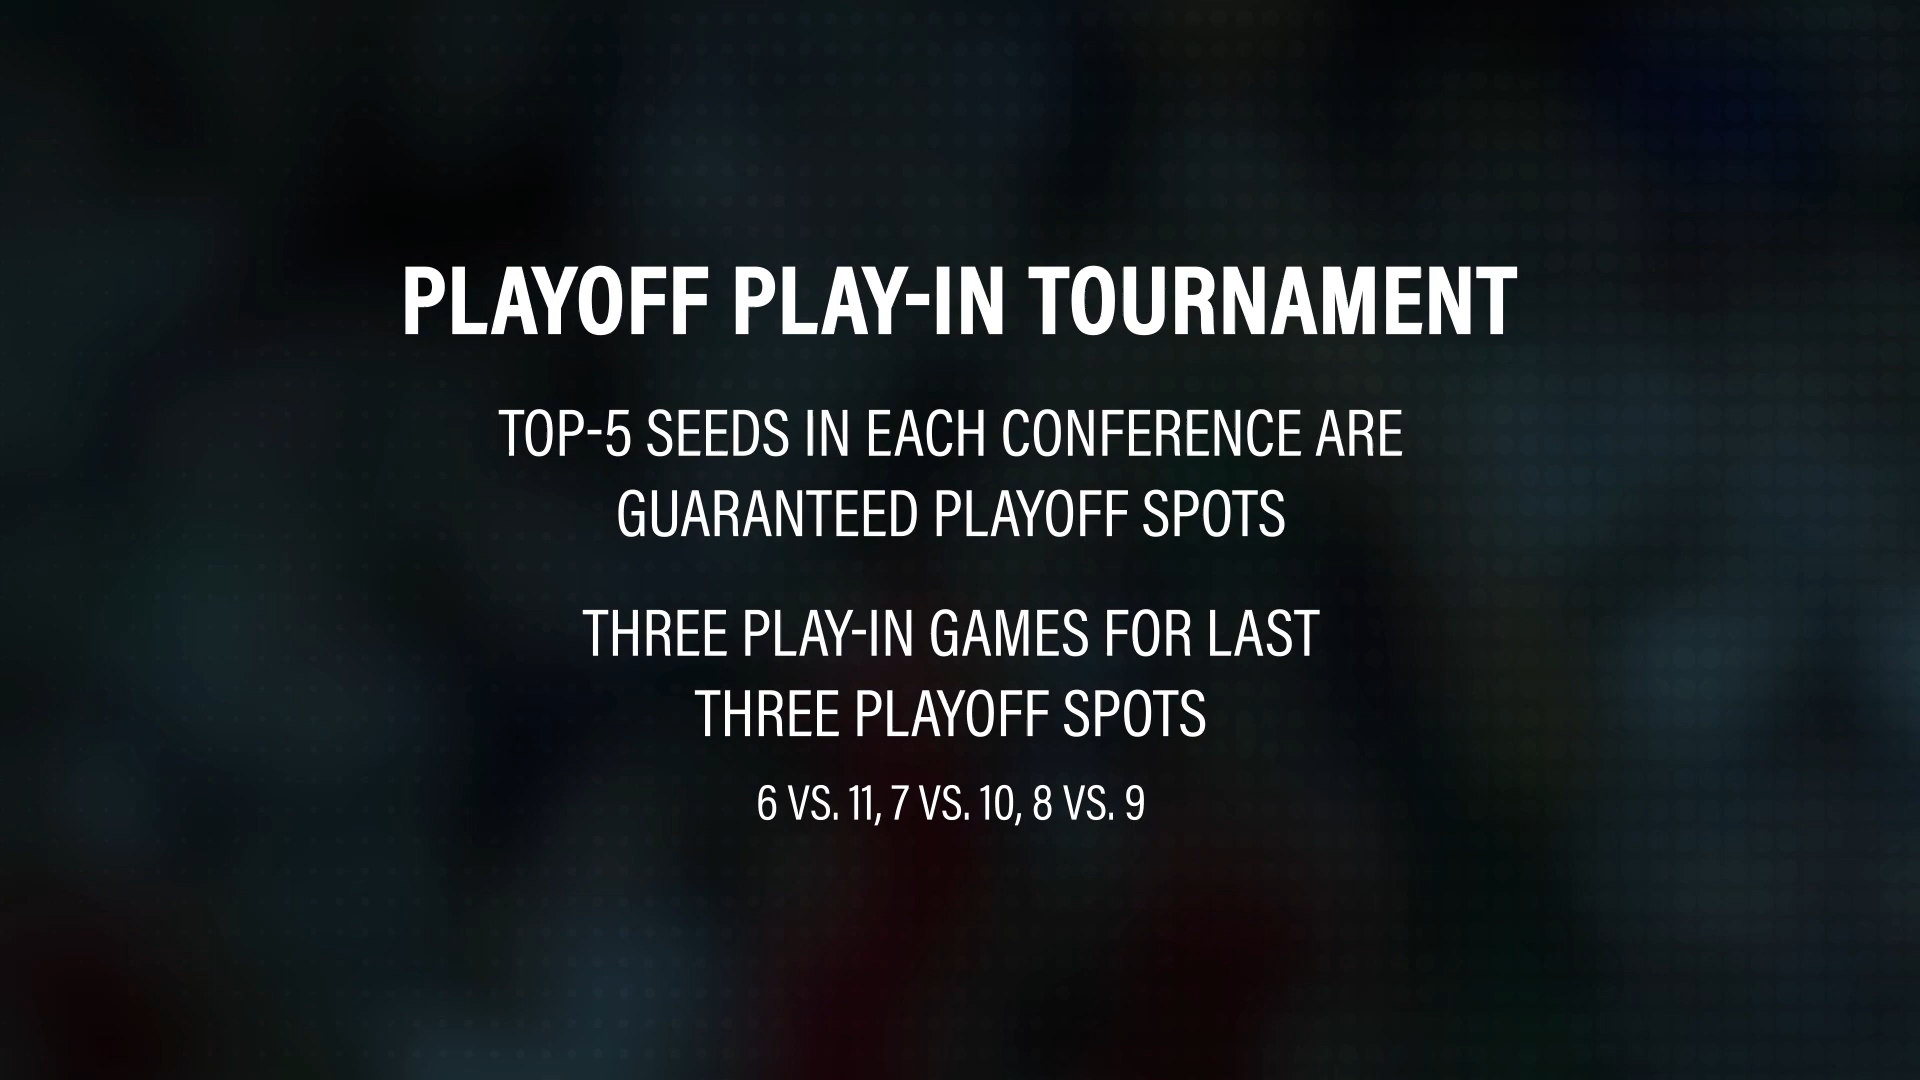 PLAYOFF PLAY-IN TOURNAMENT
TOP-5 SEEDS IN EACH CONFERENCE ARE
GUARANTEED PLAYOFF SPOTS
THREE PLAY-IN GAMES FOR LAST
THREE PLAYOFF SPOTS
6 VS. 11, 7 VS. 10, 8 VS. 9